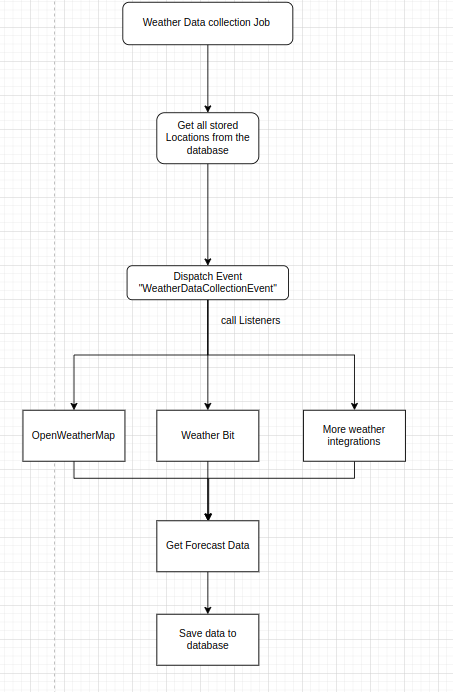 Weather Data collection Job
Get all stored
Locations from the
database
Dispatch Event
"WeatherDataCollectionEvent"
call Listeners
OpenWeatherMap
Weather Bit
More weather
integrations
Get Forecast Data
Save data to
database